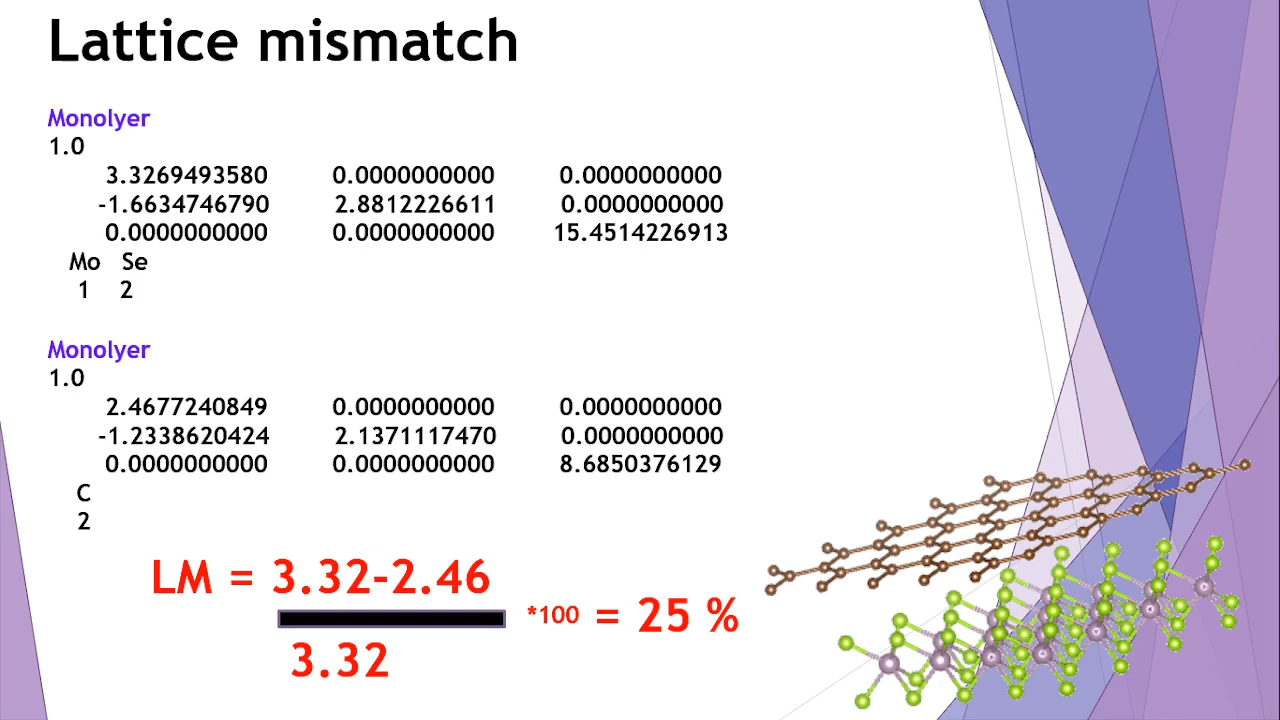 Lattice mismatch
Monolyer
1.0
3.3269493580 0.0000000000 0.0000000000
-1.6634746790 2.8812226611 0.0000000000
0.0000000000 0.0000000000 15.4514226913
Mo Se
1 2
Monolyer
1.0
2.4677240849 0.0000000000 0.0000000000
-1.2338620424 2.1371117470 0.0000000000
0.0000000000 0.0000000000 8.6850376129
C
2
LM = 3.32-2.46
*100 = 25 %
3.32